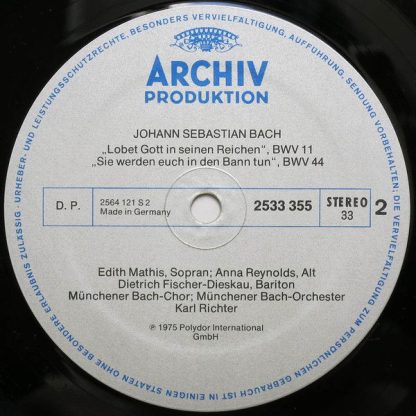 ARCHIV
PRODUKTION
JOHANN SEBASTIAN BACH
„Lobet Gott in seinen Reichen“, BWV 11
„Sie werden euch in den Bann tun“, BWV 44
D. P.
2564 121 S 2
Made in Germany
2533 355
STEREO
33
2
Edith Mathis, Sopran; Anna Reynolds, Alt
Dietrich Fischer-Dieskau, Bariton
Münchener Bach-Chor; Münchener Bach-Orchester
Karl Richter
℗ 1975 Polydor International
GmbH
URHEBER- UND LEISTUNGSSCHUTZRECHTE, BESONDERS VERVIELFÄLTIGUNG, AUFFÜHRUNG, SENDUNG VORBEHALTEN; DIE VERVIELFÄLTIGUNG ZUM PERSÖNLICHEN GEBRAUCH IST IN EINIGEN STAATEN OHNE BESONDERE ERLAUBNIS ZULÄSSIG